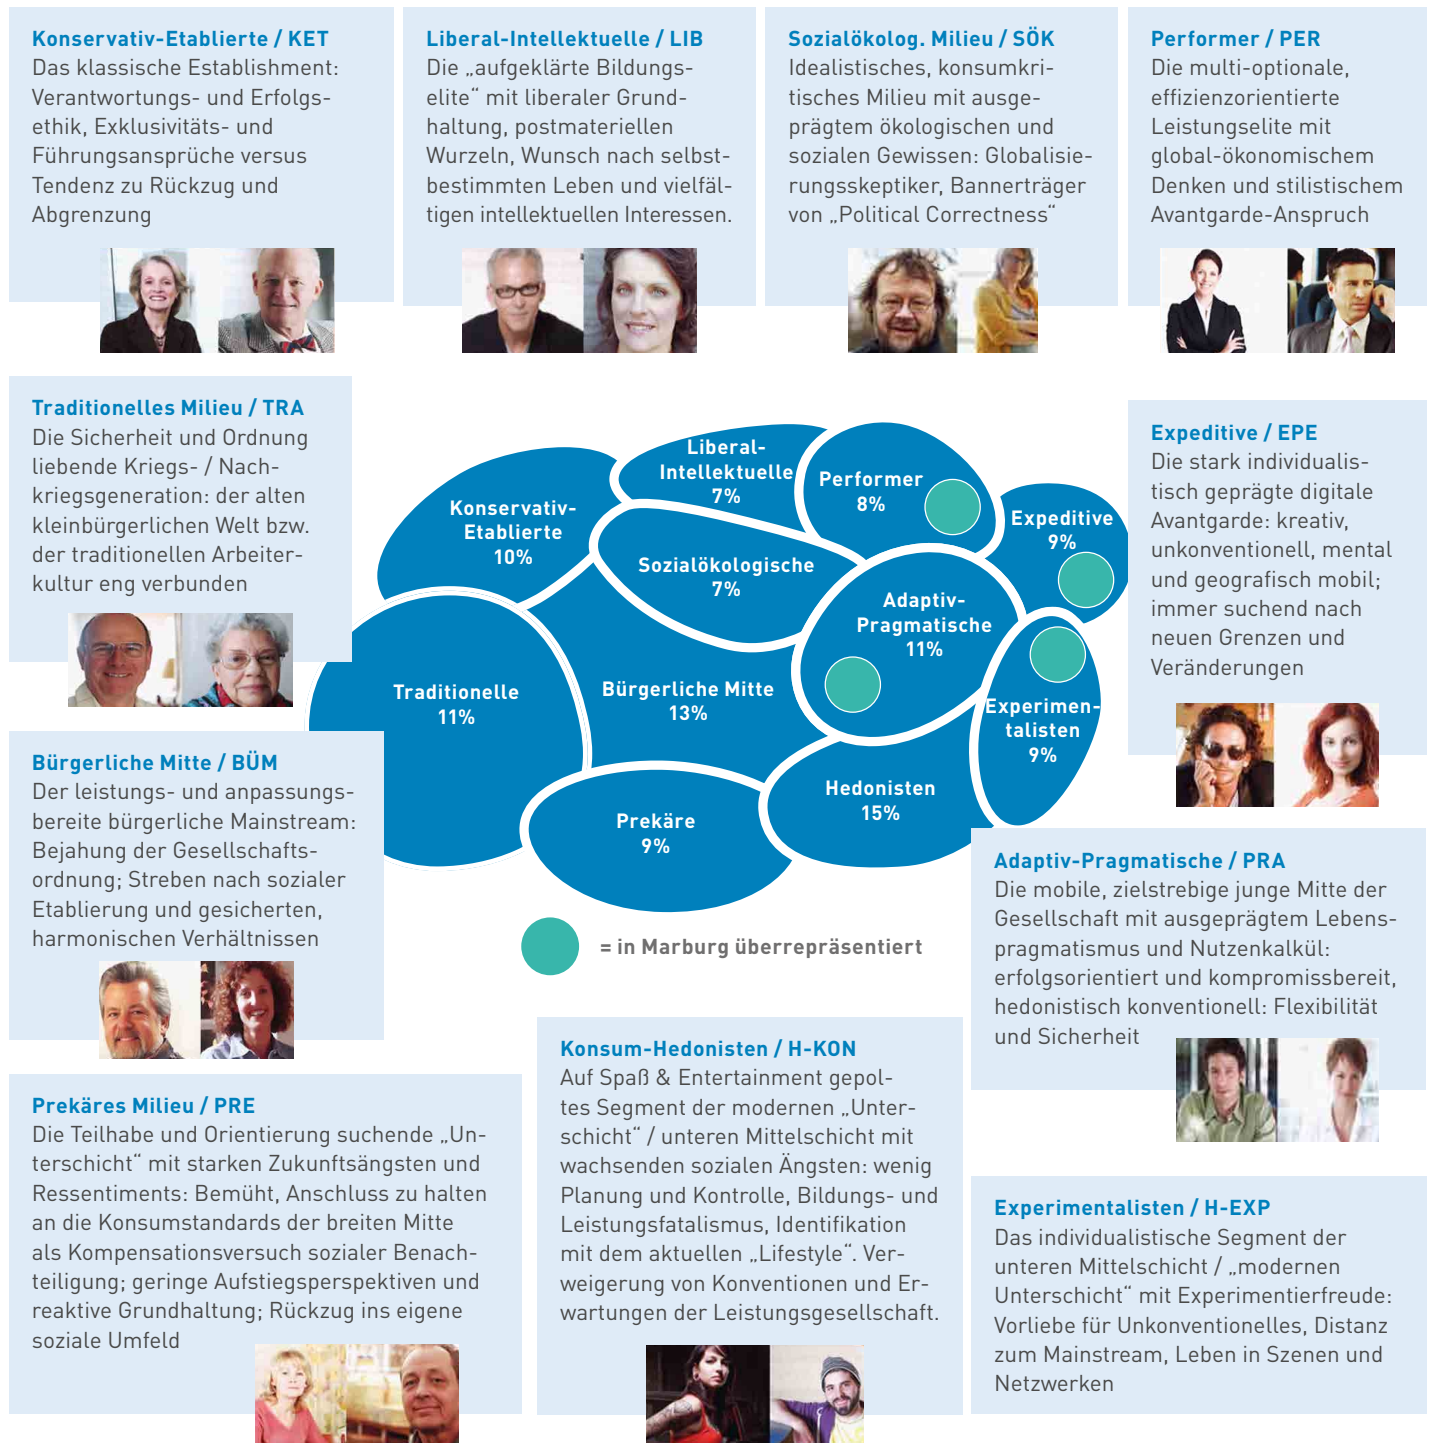 Konservativ-Etablierte / KET
Das klassische Establishment:
Verantwortungs- und Erfolgs-
ethik, Exklusivitäts- und
Führungsansprüche versus
Tendenz zu Rückzug und
Abgrenzung
Liberal-Intellektuelle / LIB
Die „aufgeklärte Bildungs-
elite“ mit liberaler Grund-
haltung, postmateriellen
Wurzeln, Wunsch nach selbst-
bestimmten Leben und vielfäl-
tigen intellektuellen Interessen.
Sozialökolog. Milieu / SÖK
Idealistisches, konsumkri-
tisches Milieu mit ausge-
prägtem ökologischen und
sozialen Gewissen: Globalisie-
rungsskeptiker, Bannerträger
von „Political Correctness“
Performer / PER
Die multi-optionale,
effizienzorientierte
Leistungselite mit
global-ökonomischem
Denken und stilistischem
Avantgarde-Anspruch
Traditionelles Milieu / TRA
Die Sicherheit und Ordnung
liebende Kriegs- / Nach-
kriegsgeneration: der alten
kleinbürgerlichen Welt bzw.
der traditionellen Arbeiter-
kultur eng verbunden
Liberal-
Intellektuelle
7%
Performer
8%
Konservativ-
Etablierte
10%
Expeditive
9%
Sozialökologische
7%
Adaptiv-
Pragmatische
11%
Traditionelle
11%
Bürgerliche Mitte
13%
Experimen-
talisten
9%
Hedonisten
15%
Prekäre
9%
= in Marburg überrepräsentiert
Expeditive / EPE
Die stark individualis-
tisch geprägte digitale
Avantgarde: kreativ,
unkonventionell, mental
und geografisch mobil;
immer suchend nach
neuen Grenzen und
Veränderungen
Bürgerliche Mitte / BÜM
Der leistungs- und anpassungs-
bereite bürgerliche Mainstream:
Bejahung der Gesellschafts-
ordnung; Streben nach sozialer
Etablierung und gesicherten,
harmonischen Verhältnissen
Adaptiv-Pragmatische / PRA
Die mobile, zielstrebige junge Mitte der
Gesellschaft mit ausgeprägtem Lebens-
pragmatismus und Nutzenkalkül:
erfolgsorientiert und kompromissbereit,
hedonistisch konventionell: Flexibilität
und Sicherheit
Prekäres Milieu / PRE
Die Teilhabe und Orientierung suchende „Un-
terschicht“ mit starken Zukunftsängsten und
Ressentiments: Bemüht, Anschluss zu halten
an die Konsumstandards der breiten Mitte
als Kompensationsversuch sozialer Benach-
teiligung; geringe Aufstiegsperspektiven und
reaktive Grundhaltung; Rückzug ins eigene
soziale Umfeld
Konsum-Hedonisten / H-KON
Auf Spaß & Entertainment gepol-
tes Segment der modernen „Unter-
schicht“ / unteren Mittelschicht mit
wachsenden sozialen Ängsten: wenig
Planung und Kontrolle, Bildungs- und
Leistungsfatalismus, Identifikation
mit dem aktuellen „Lifestyle“. Ver-
weigerung von Konventionen und Er-
wartungen der Leistungsgesellschaft.
Experimentalisten / H-EXP
Das individualistische Segment der
unteren Mittelschicht / „modernen
Unterschicht“ mit Experimentierfreude:
Vorliebe für Unkonventionelles, Distanz
zum Mainstream, Leben in Szenen und
Netzwerken